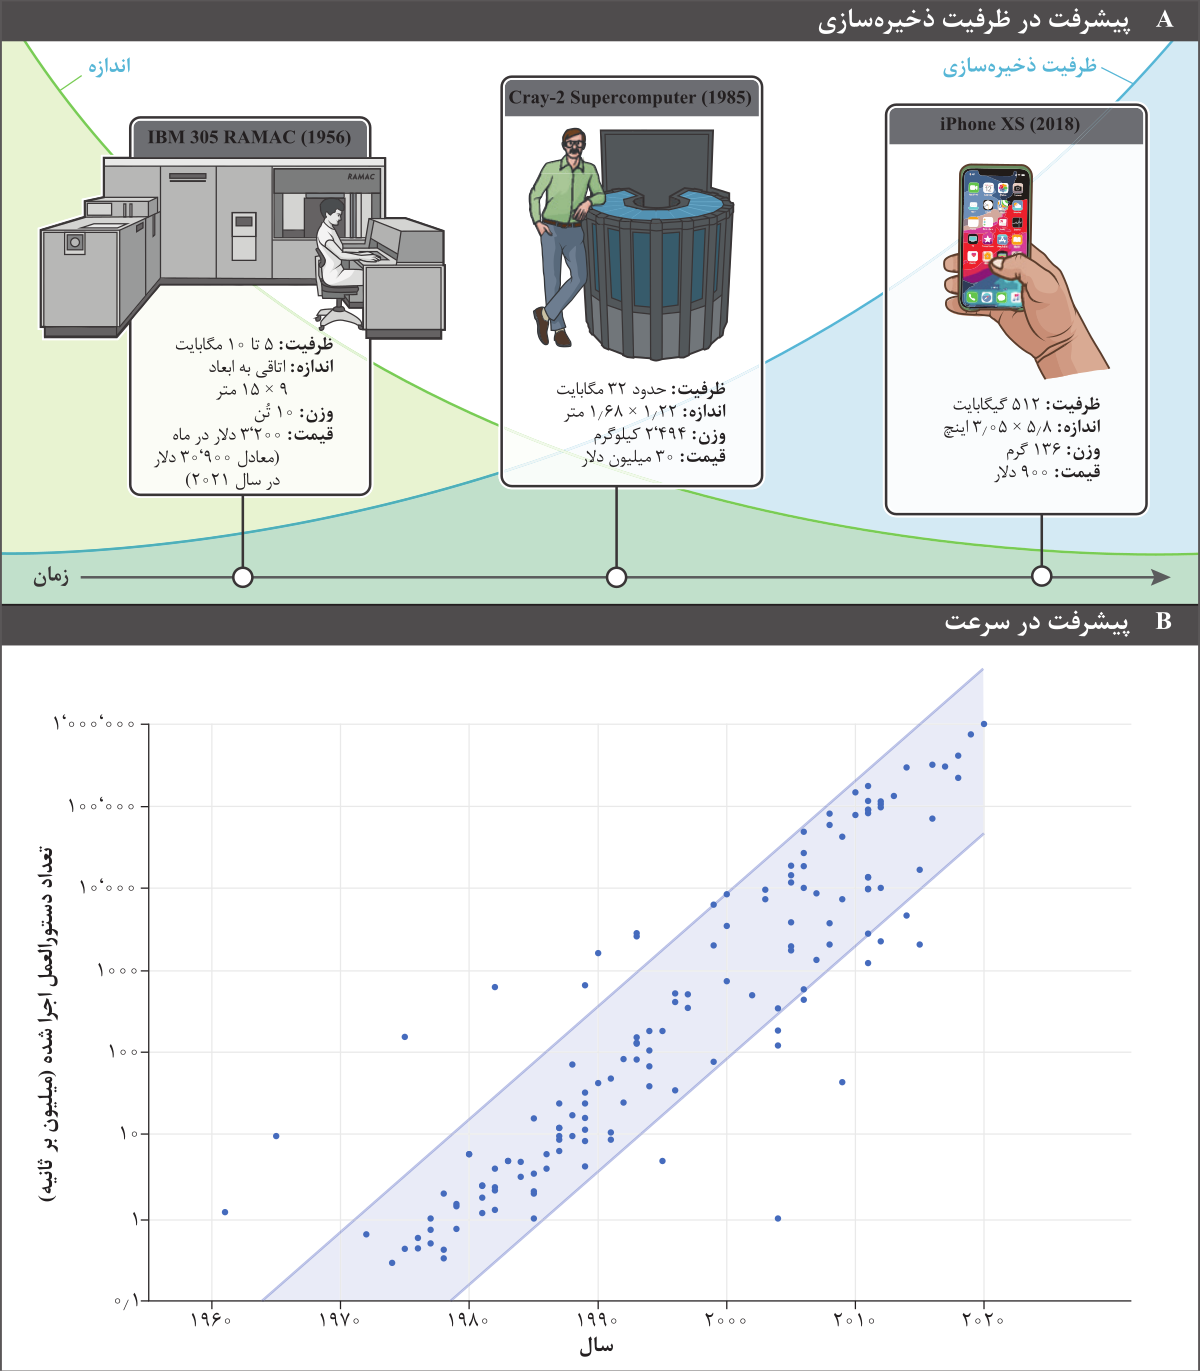 A پیشرفت در ظرفیت ذخیره‌سازی
اندازه
ظرفیت ذخیره‌سازی
IBM 305 RAMAC (1956)
RAMAC
ظرفیت: ۵ تا ۱۰ مگابایت
اندازه: اتاقی به ابعاد
۹ × ۱۵ متر
وزن: ۱۰ تُن
قیمت: ۳٬۲۰۰ دلار در ماه
(معادل ۳۰٬۹۰۰ دلار
در سال ۲۰۲۱)
Cray-2 Supercomputer (1985)
ظرفیت: حدود ۳۲ مگابایت
اندازه: ۱٫۲۲ × ۱٫۶۸ متر
وزن: ۲٬۴۹۴ کیلوگرم
قیمت: ۳۰ میلیون دلار
iPhone XS (2018)
ظرفیت: ۵۱۲ گیگابایت
اندازه: ۵٫۸ × ۳٫۰۵ اینچ
وزن: ۱۳۶ گرم
قیمت: ۹۰۰ دلار
زمان
B پیشرفت در سرعت
تعداد دستورالعمل اجرا شده (میلیون بر ثانیه)
۱٬۰۰۰٬۰۰۰
۱۰۰٬۰۰۰
۱۰٬۰۰۰
۱۰۰۰
۱۰۰
۱۰
۱
۰٫۱
۱۹۶۰ ۱۹۷۰ ۱۹۸۰ ۱۹۹۰ ۲۰۰۰ ۲۰۱۰ ۲۰۲۰
سال